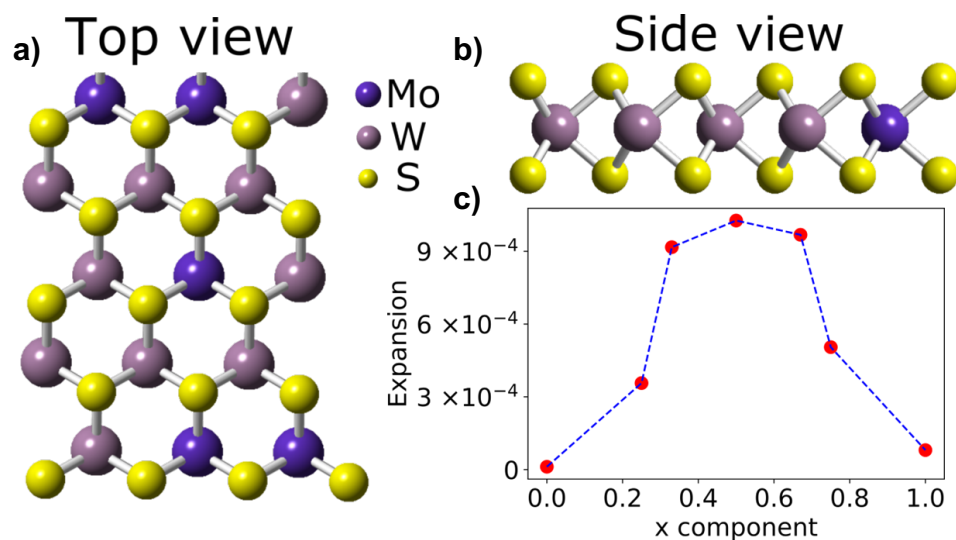 a) Top view
Mo
W
S
b) Side view
c)
9 ×10⁻⁴
6 ×10⁻⁴
3 ×10⁻⁴
0
Expansion
0.0 0.2 0.4 0.6 0.8 1.0
x component